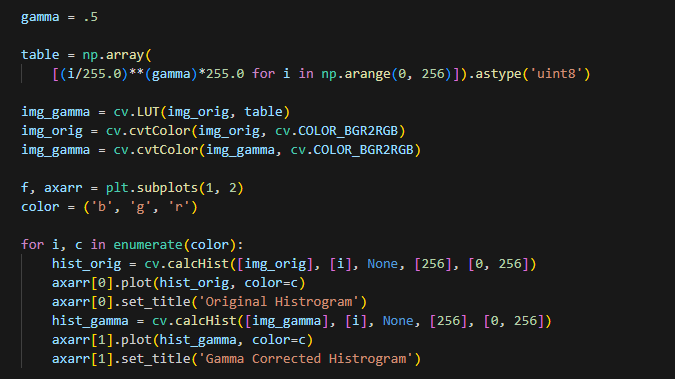 gamma = .5
table = np.array(
[(i/255.0)**(gamma)*255.0 for i in np.arange(0, 256)]).astype('uint8')
img_gamma = cv.LUT(img_orig, table)
img_orig = cv.cvtColor(img_orig, cv.COLOR_BGR2RGB)
img_gamma = cv.cvtColor(img_gamma, cv.COLOR_BGR2RGB)
f, axarr = plt.subplots(1, 2)
color = ('b', 'g', 'r')
for i, c in enumerate(color):
hist_orig = cv.calcHist([img_orig], [i], None, [256], [0, 256])
axarr[0].plot(hist_orig, color=c)
axarr[0].set_title('Original Histrogram')
hist_gamma = cv.calcHist([img_gamma], [i], None, [256], [0, 256])
axarr[1].plot(hist_gamma, color=c)
axarr[1].set_title('Gamma Corrected Histrogram')